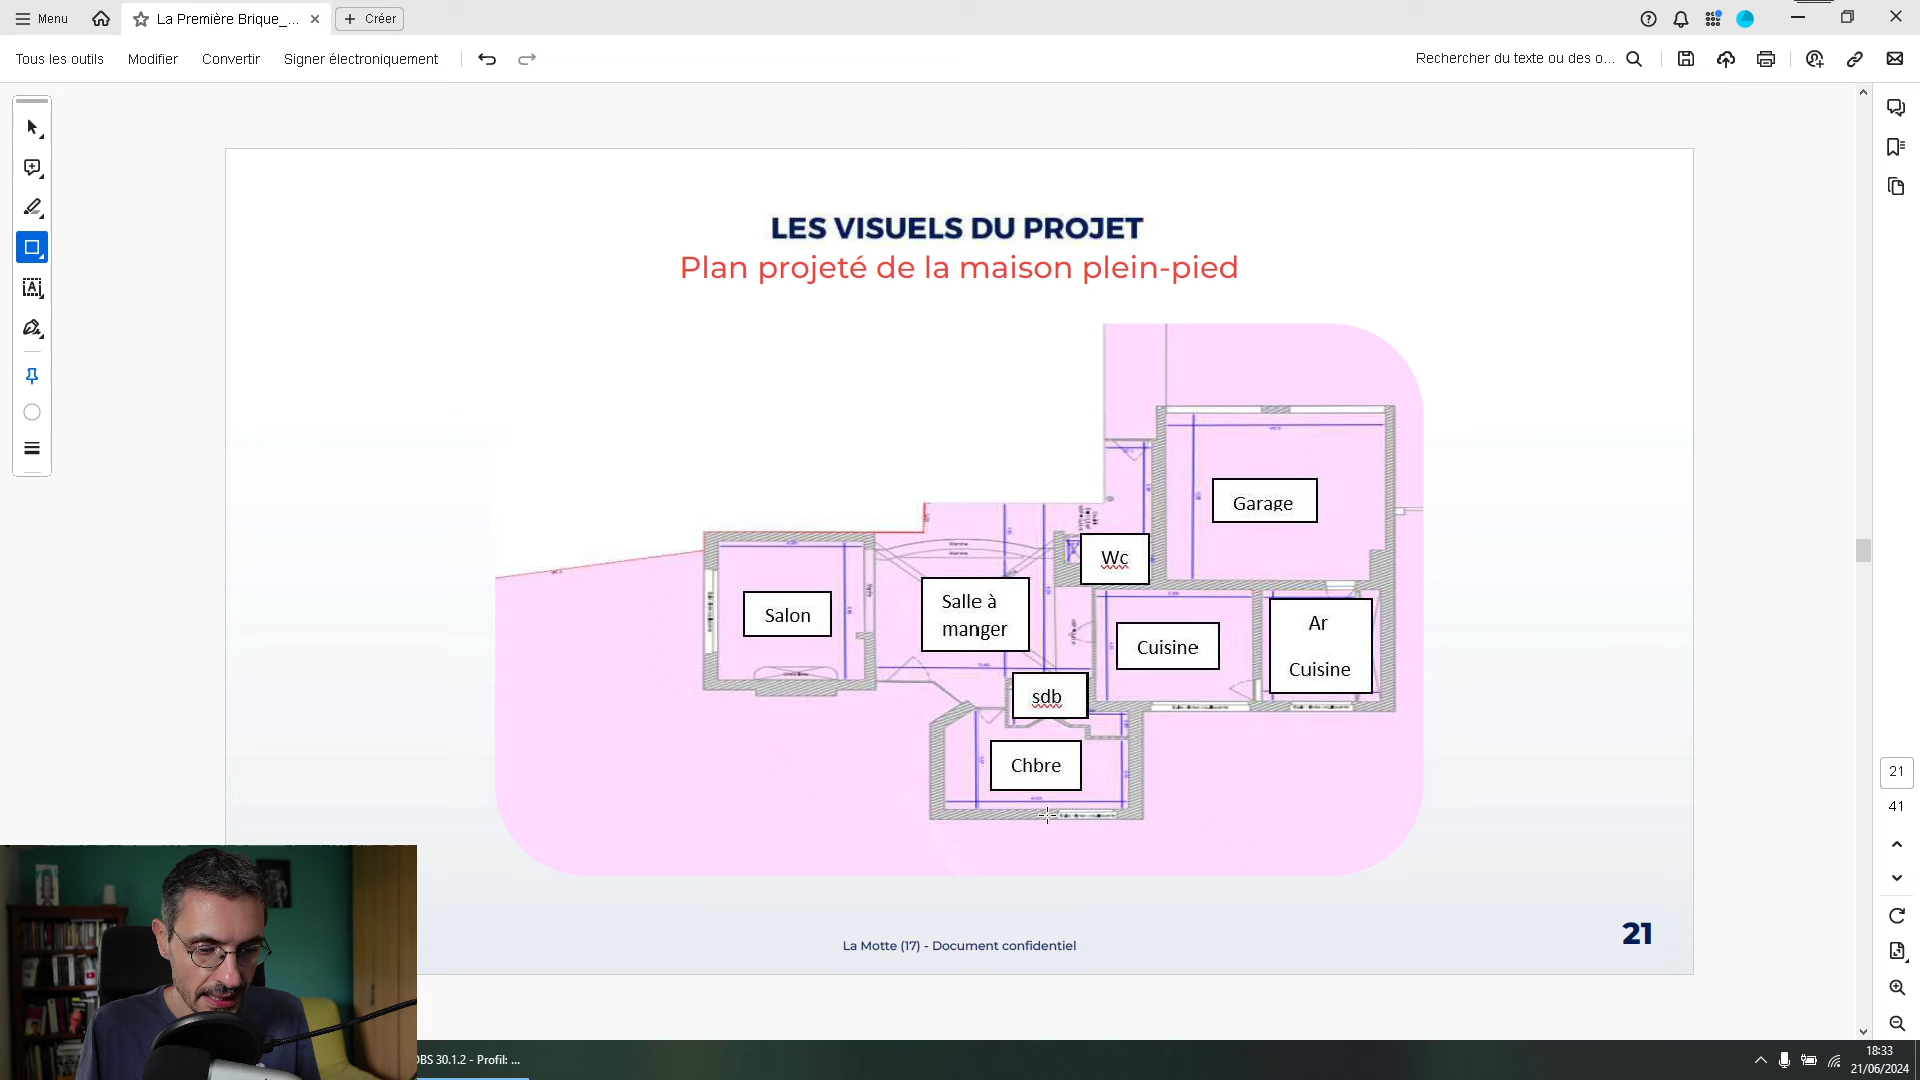 Menu
La Première Brique_...
Créer
Tous les outils
Modifier
Convertir
Signer électroniquement
Rechercher du texte ou des o...
LES VISUELS DU PROJET
Plan projeté de la maison plein-pied
Garage
Wc
Salle à
manger
Salon
Cuisine
Ar
Cuisine
sdb
Chbre
La Motte (17) - Document confidentiel
21
21
41
OBS 30.1.2 - Profil: ...
18:33
21/06/2024